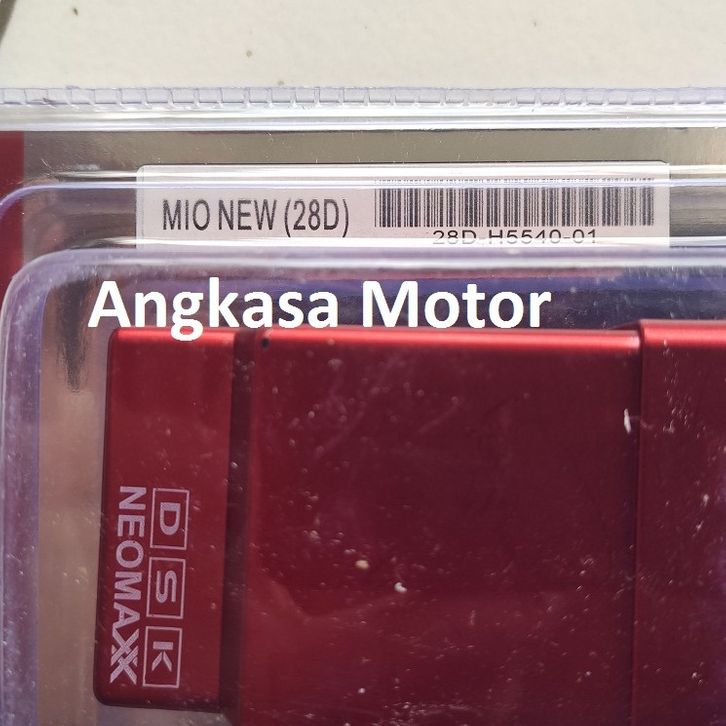 MIO NEW (28D)
28D-H5540-01
Angkasa Motor
DSK
NEOMAXX